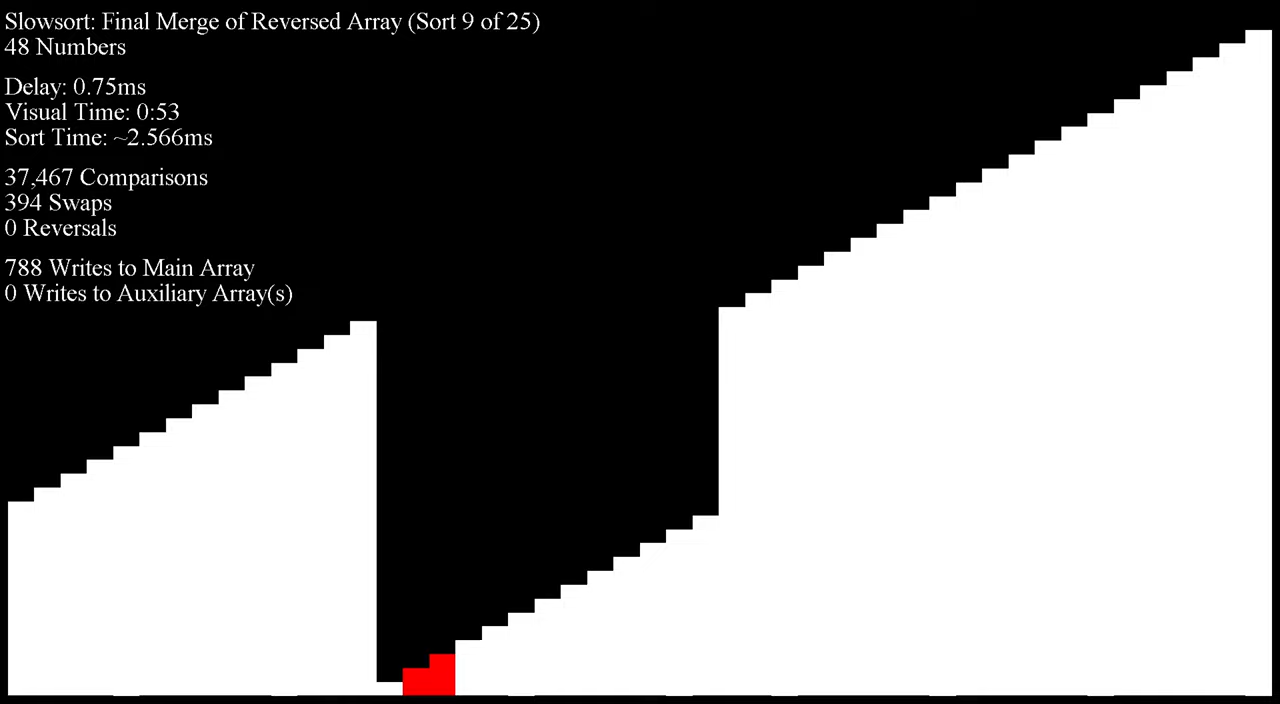 Slowsort: Final Merge of Reversed Array (Sort 9 of 25)
48 Numbers
Delay: 0.75ms
Visual Time: 0:53
Sort Time: ~2.566ms
37,467 Comparisons
394 Swaps
0 Reversals
788 Writes to Main Array
0 Writes to Auxiliary Array(s)